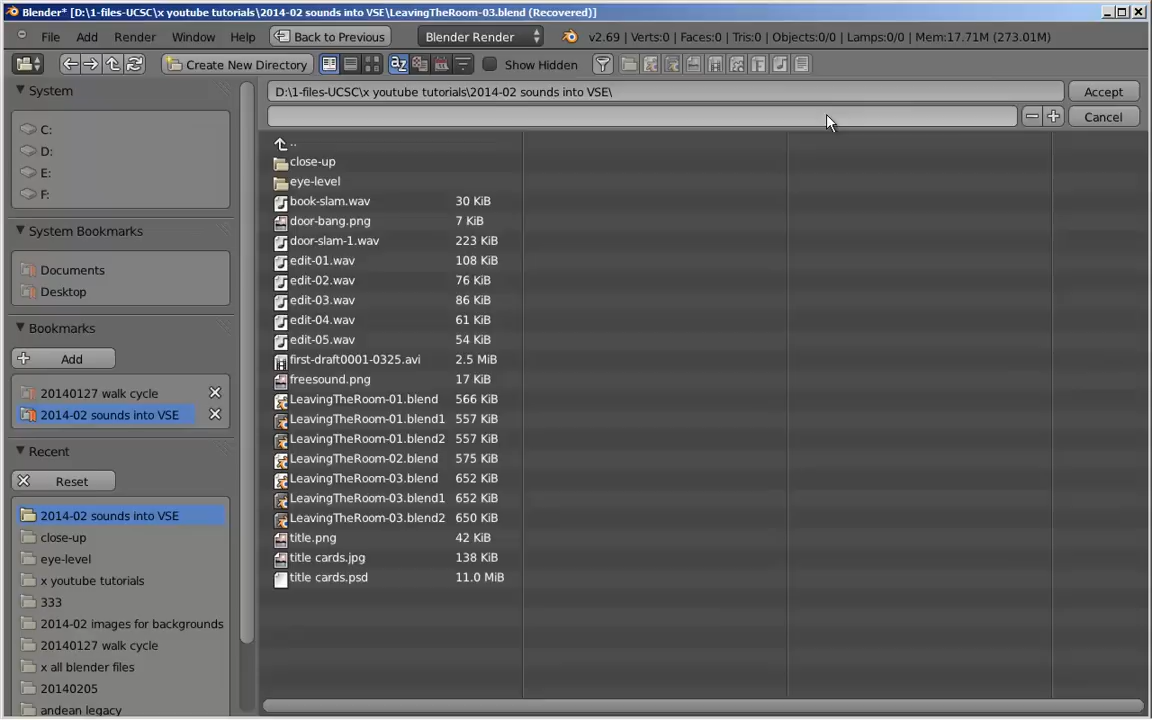 Blender* [D:\1-files-UCSC\x youtube tutorials\2014-02 sounds into VSE\LeavingTheRoom-03.blend (Recovered)]
File Add Render Window Help Back to Previous Blender Render v2.69 | Verts:0 | Faces:0 | Tris:0 | Objects:0/0 | Lamps:0/0 | Mem:17.71M (273.01M)
Create New Directory Show Hidden
System
C:
D:
E:
F:
System Bookmarks
Documents
Desktop
Bookmarks
Add
20140127 walk cycle
2014-02 sounds into VSE
Recent
Reset
2014-02 sounds into VSE
close-up
eye-level
x youtube tutorials
333
2014-02 images for backgrounds
20140127 walk cycle
x all blender files
20140205
andean legacy
D:\1-files-UCSC\x youtube tutorials\2014-02 sounds into VSE\ Accept
Cancel
..
close-up
eye-level
book-slam.wav 30 KiB
door-bang.png 7 KiB
door-slam-1.wav 223 KiB
edit-01.wav 108 KiB
edit-02.wav 76 KiB
edit-03.wav 86 KiB
edit-04.wav 61 KiB
edit-05.wav 54 KiB
first-draft0001-0325.avi 2.5 MiB
freesound.png 17 KiB
LeavingTheRoom-01.blend 566 KiB
LeavingTheRoom-01.blend1 557 KiB
LeavingTheRoom-01.blend2 557 KiB
LeavingTheRoom-02.blend 575 KiB
LeavingTheRoom-03.blend 652 KiB
LeavingTheRoom-03.blend1 652 KiB
LeavingTheRoom-03.blend2 650 KiB
title.png 42 KiB
title cards.jpg 138 KiB
title cards.psd 11.0 MiB